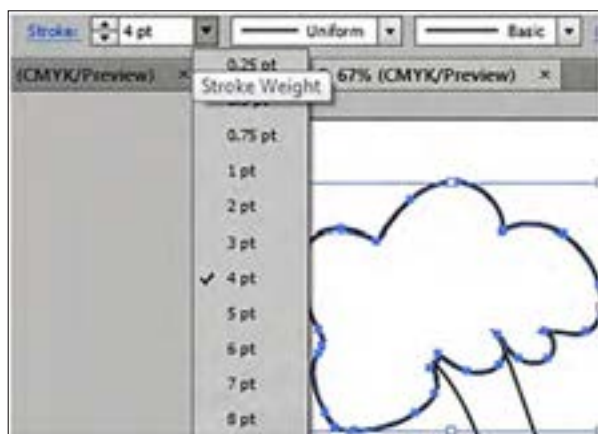 Stroke: 4 pt Uniform Basic
(CMYK/Preview) × 67% (CMYK/Preview) ×
0.25 pt
Stroke Weight
0.75 pt
1 pt
2 pt
3 pt
4 pt
5 pt
6 pt
7 pt
8 pt